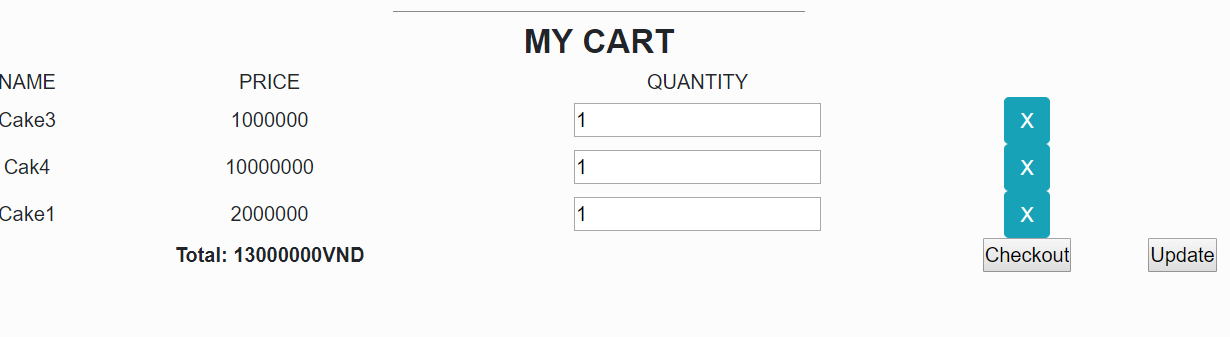 MY CART
NAME PRICE QUANTITY
Cake3 1000000 1 X
Cak4 10000000 1 X
Cake1 2000000 1 X
Total: 13000000VND Checkout Update